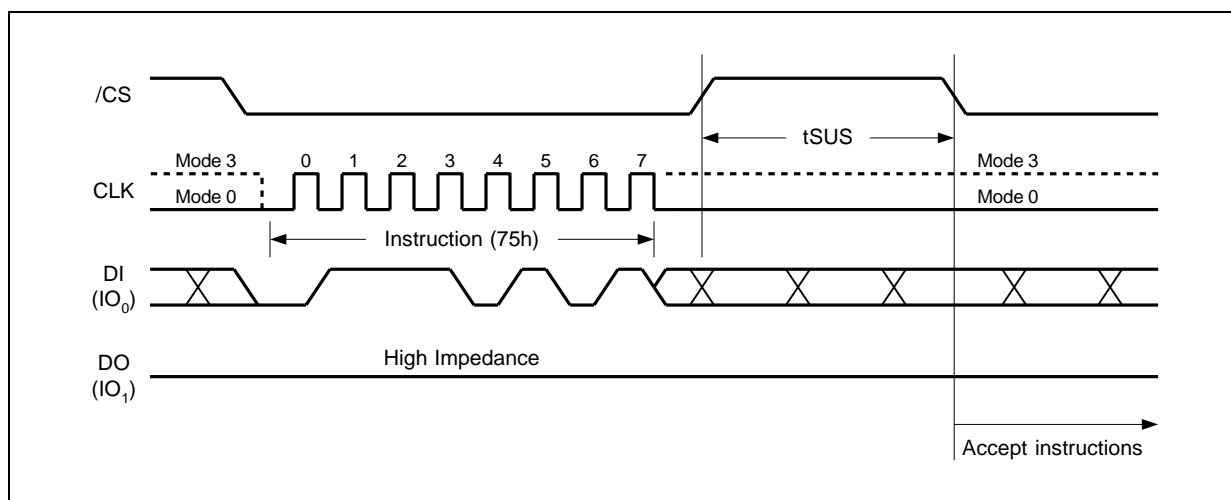 /CS
tSUS
Mode 3
0 1 2 3 4 5 6 7
Mode 3
CLK
Mode 0
Mode 0
Instruction (75h)
DI
(IO₀)
High Impedance
DO
(IO₁)
Accept instructions